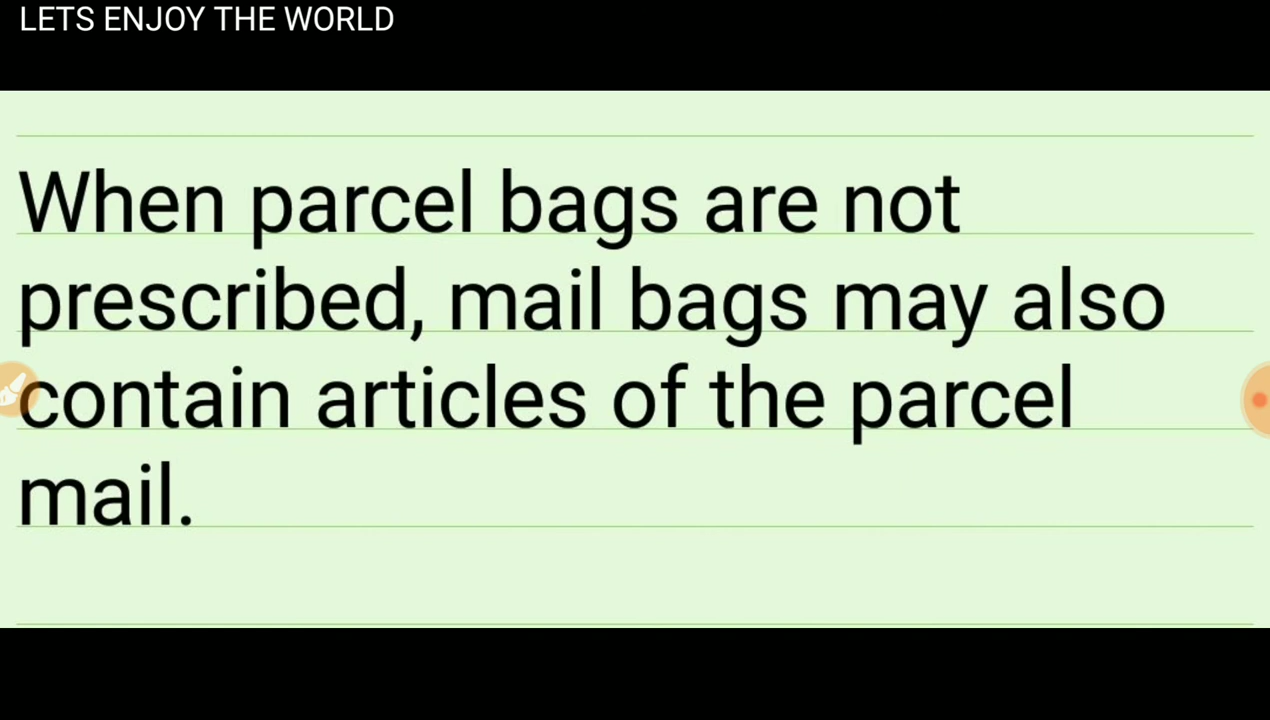 LETS ENJOY THE WORLD
When parcel bags are not
prescribed, mail bags may also
contain articles of the parcel
mail.